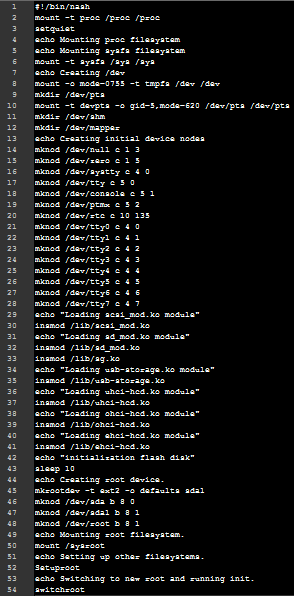 1 #!/bin/nash
2 mount -t proc /proc /proc
3 setquiet
4 echo Mounting proc filesystem
5 echo Mounting sysfs filesystem
6 mount -t sysfs /sys /sys
7 echo Creating /dev
8 mount -o mode=0755 -t tmpfs /dev /dev
9 mkdir /dev/pts
10 mount -t devpts -o gid=5,mode=620 /dev/pts /dev/pts
11 mkdir /dev/shm
12 mkdir /dev/mapper
13 echo Creating initial device nodes
14 mknod /dev/null c 1 3
15 mknod /dev/zero c 1 5
16 mknod /dev/systty c 4 0
17 mknod /dev/tty c 5 0
18 mknod /dev/console c 5 1
19 mknod /dev/ptmx c 5 2
20 mknod /dev/rtc c 10 135
21 mknod /dev/tty0 c 4 0
22 mknod /dev/tty1 c 4 1
23 mknod /dev/tty2 c 4 2
24 mknod /dev/tty3 c 4 3
25 mknod /dev/tty4 c 4 4
26 mknod /dev/tty5 c 4 5
27 mknod /dev/tty6 c 4 6
28 mknod /dev/tty7 c 4 7
29 echo "Loading scsi_mod.ko module"
30 insmod /lib/scsi_mod.ko
31 echo "Loading sd_mod.ko module"
32 insmod /lib/sd_mod.ko
33 insmod /lib/sg.ko
34 echo "Loading usb-storage.ko module"
35 insmod /lib/usb-storage.ko
36 echo "Loading uhci-hcd.ko module"
37 insmod /lib/uhci-hcd.ko
38 echo "Loading ohci-hcd.ko module"
39 insmod /lib/ohci-hcd.ko
40 echo "Loading ehci-hcd.ko module"
41 insmod /lib/ehci-hcd.ko
42 echo "initialization flash disk"
43 sleep 10
44 echo Creating root device.
45 mkrootdev -t ext2 -o defaults sda1
46 mknod /dev/sda b 8 0
47 mknod /dev/sda1 b 8 1
48 mknod /dev/root b 8 1
49 echo Mounting root filesystem.
50 mount /sysroot
51 echo Setting up other filesystems.
52 Setuproot
53 echo Switching to new root and running init.
54 switchroot